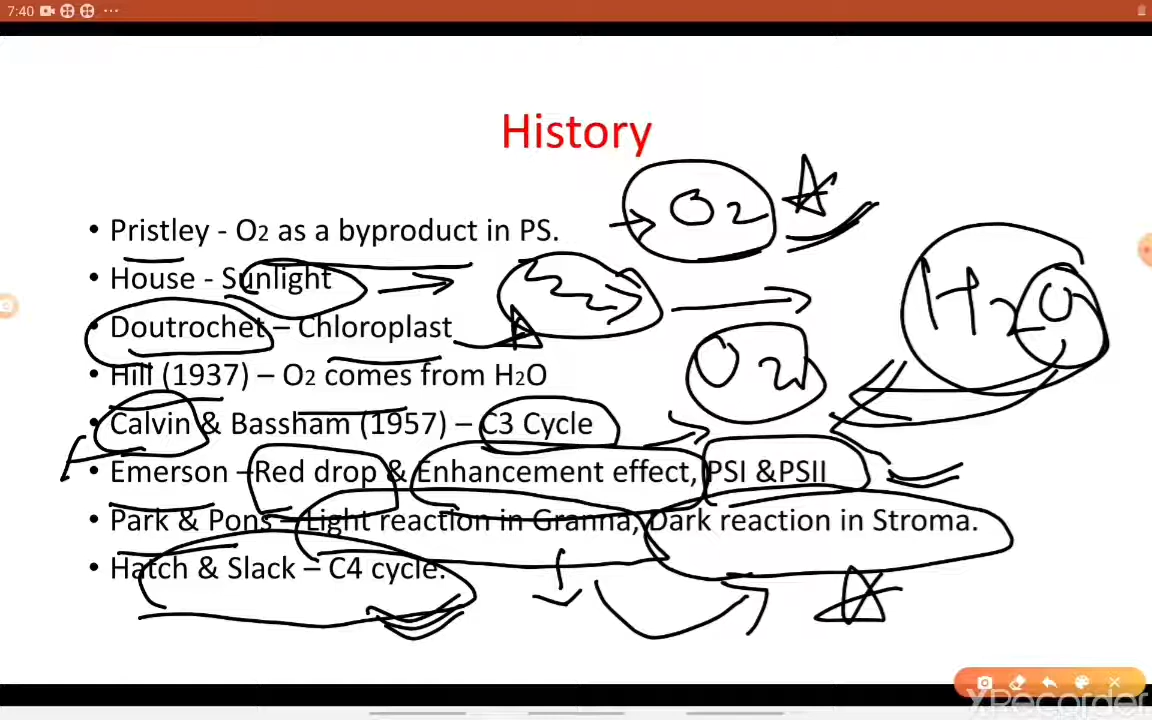 7:40
History
O2
• Pristley - O2 as a byproduct in PS.
• House - Sunlight
H2O
• Doutrochet – Chloroplast
O2
• Hill (1937) – O2 comes from H2O
• Calvin & Bassham (1957) – C3 Cycle
• Emerson –Red drop & Enhancement effect, PSI &PSII
• Park & Pons – Light reaction in Granna, Dark reaction in Stroma.
• Hatch & Slack – C4 cycle.
XRecorder